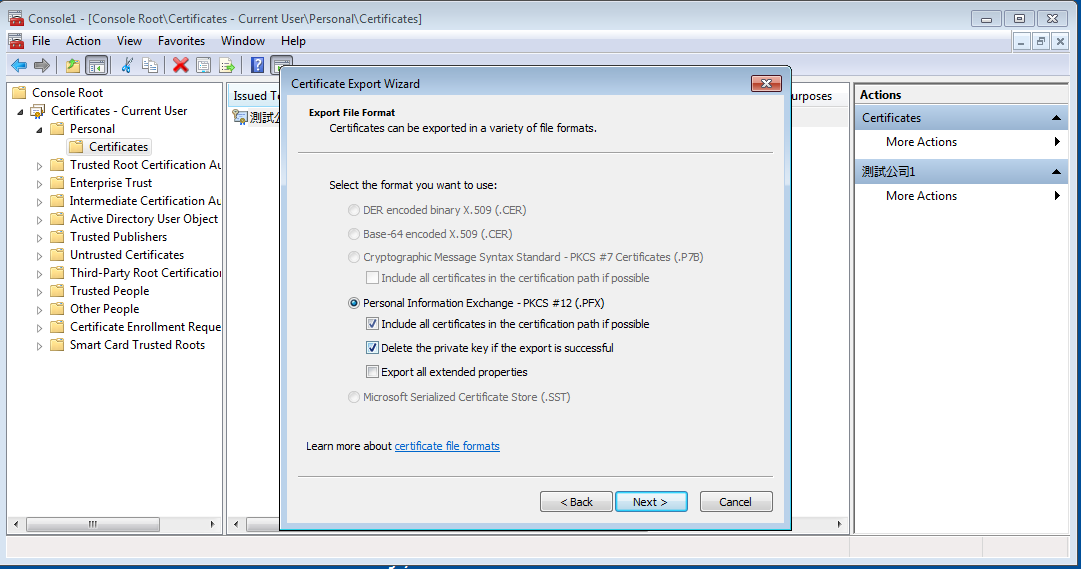 Console1 - [Console Root\Certificates - Current User\Personal\Certificates]
File Action View Favorites Window Help
Console Root
Certificates - Current User
Personal
Certificates
Trusted Root Certification Au
Enterprise Trust
Intermediate Certification Au
Active Directory User Object
Trusted Publishers
Untrusted Certificates
Third-Party Root Certification
Trusted People
Other People
Certificate Enrollment Reque
Smart Card Trusted Roots
Issued T
測試
urposes
Certificate Export Wizard
Export File Format
Certificates can be exported in a variety of file formats.
Select the format you want to use:
DER encoded binary X.509 (.CER)
Base-64 encoded X.509 (.CER)
Cryptographic Message Syntax Standard - PKCS #7 Certificates (.P7B)
Include all certificates in the certification path if possible
Personal Information Exchange - PKCS #12 (.PFX)
Include all certificates in the certification path if possible
Delete the private key if the export is successful
Export all extended properties
Microsoft Serialized Certificate Store (.SST)
Learn more about certificate file formats
< Back
Next >
Cancel
Actions
Certificates
More Actions
測試公司1
More Actions